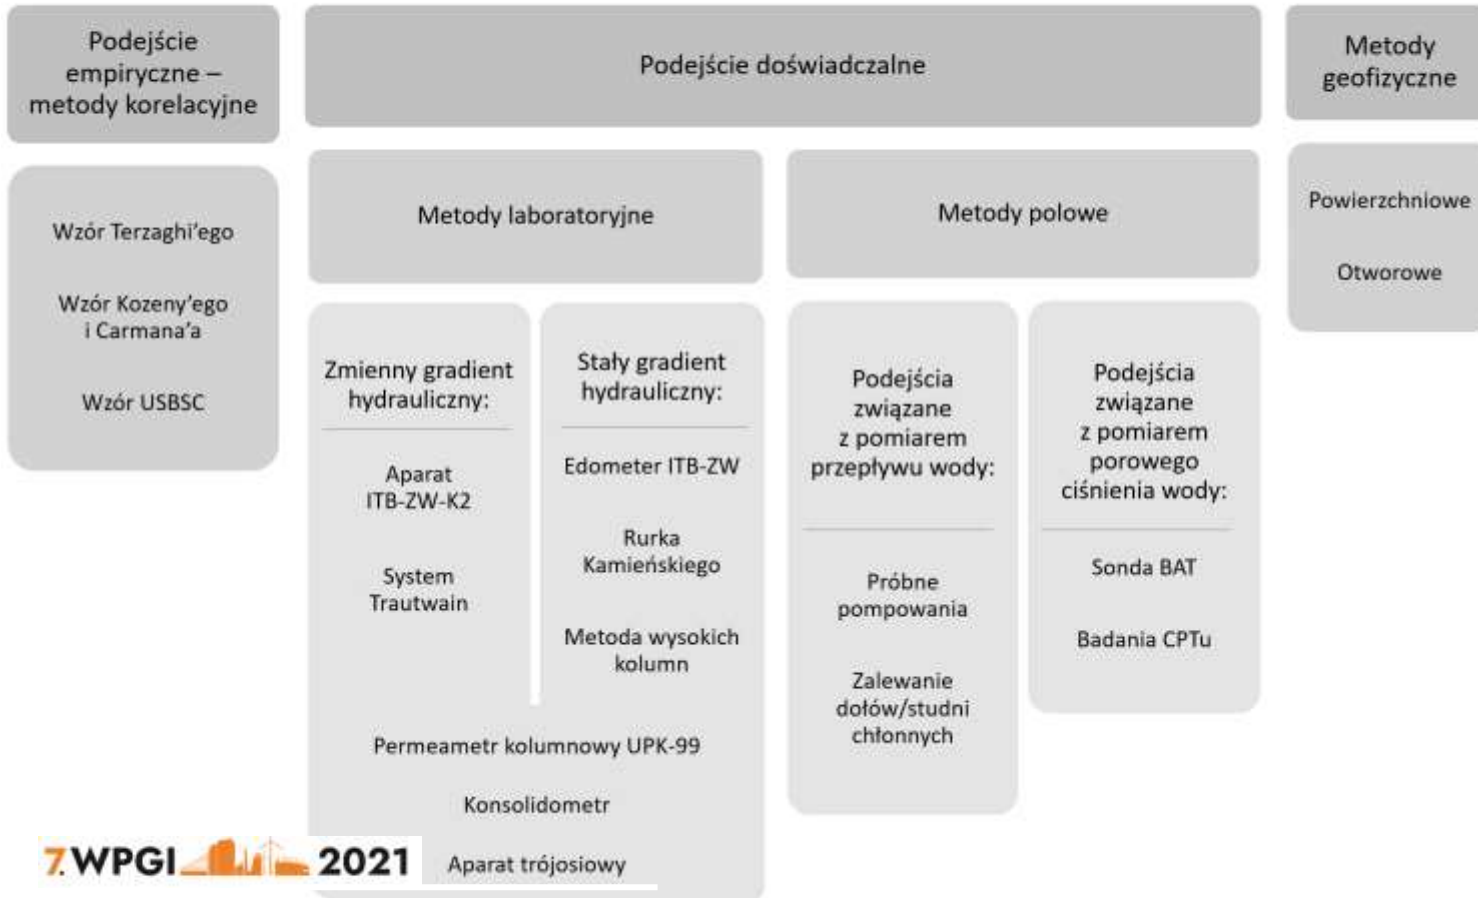 Podejście
empiryczne –
metody korelacyjne
Wzór Terzaghi'ego
Wzór Kozeny'ego
i Carmana'a
Wzór USBSC
Podejście doświadczalne
Metody laboratoryjne
Zmienny gradient
hydrauliczny:
Aparat
ITB-ZW-K2
System
Trautwain
Stały gradient
hydrauliczny:
Edometer ITB-ZW
Rurka
Kamieńskiego
Metoda wysokich
kolumn
Permeametr kolumnowy UPK-99
Konsolidometr
Aparat trójosiowy
Metody polowe
Podejścia
związane
z pomiarem
przepływu wody:
Próbne
pompowania
Zalewanie
dołów/studni
chłonnych
Podejścia
związane
z pomiarem
porowego
ciśnienia wody:
Sonda BAT
Badania CPTu
Metody
geofizyczne
Powierzchniowe
Otworowe
7. WPGI 2021